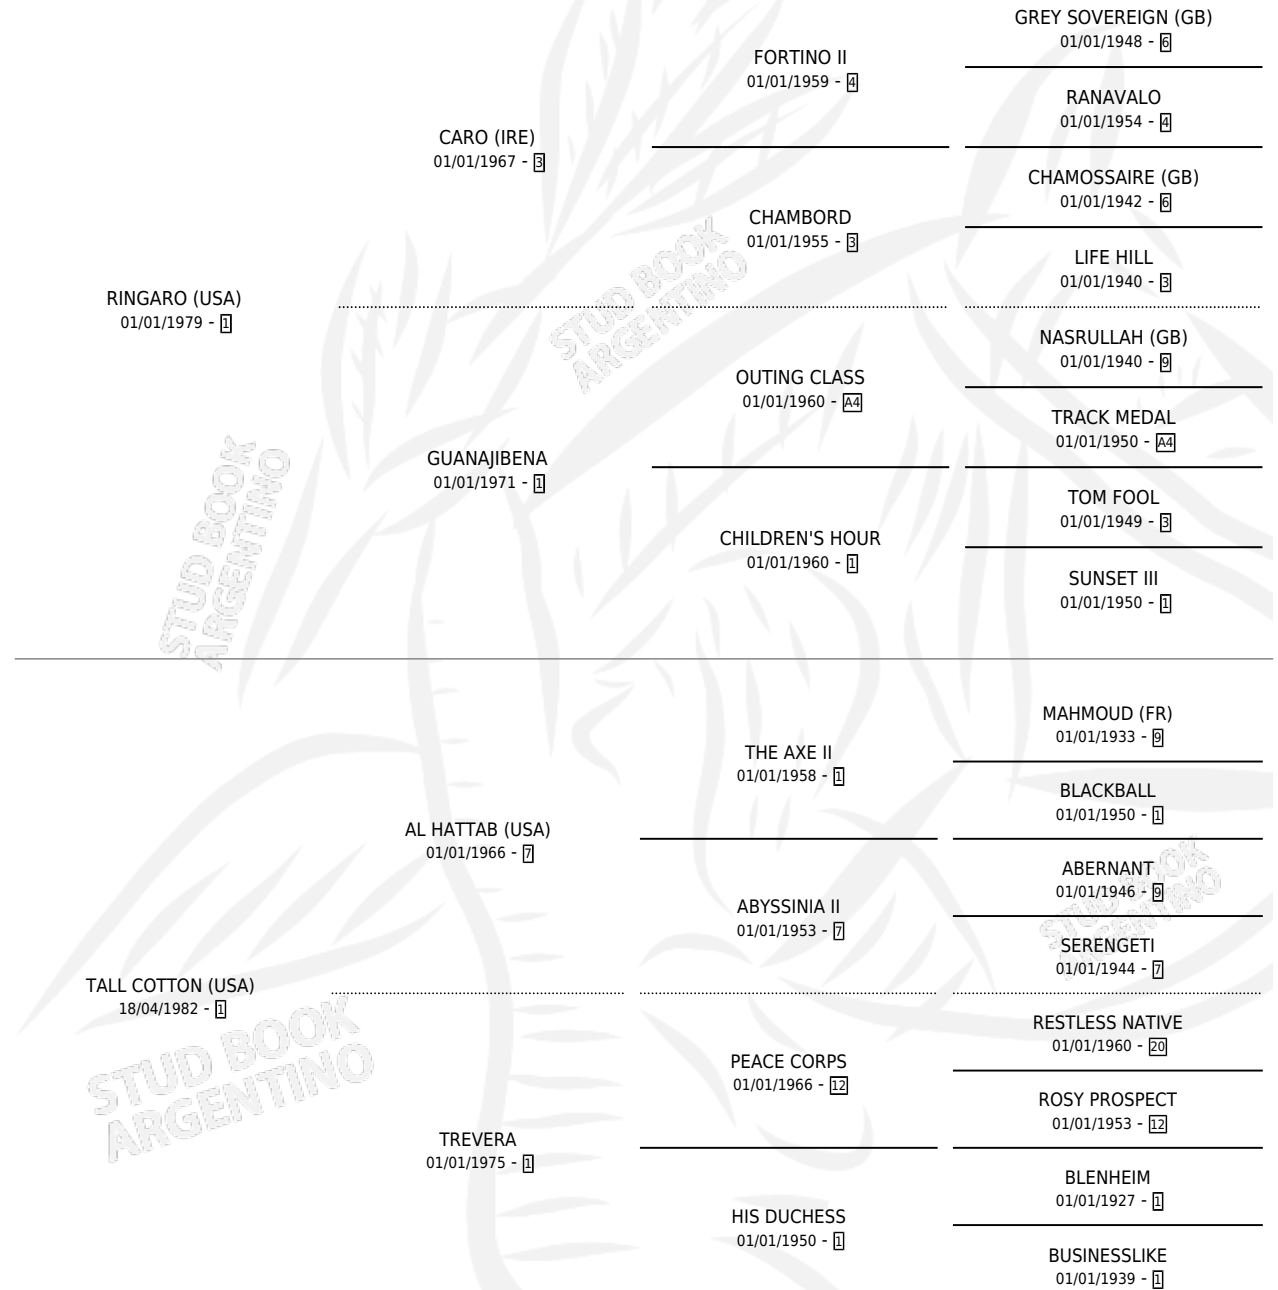 GREY SOVEREIGN (GB)
01/01/1948 - 6
FORTINO II
01/01/1959 - 4
RANAVALO
01/01/1954 - 4
CARO (IRE)
01/01/1967 - 3
CHAMOSSAIRE (GB)
01/01/1942 - 6
CHAMBORD
01/01/1955 - 3
LIFE HILL
01/01/1940 - 3
RINGARO (USA)
01/01/1979 - 1
NASRULLAH (GB)
01/01/1940 - 9
OUTING CLASS
01/01/1960 - A4
TRACK MEDAL
01/01/1950 - A4
GUANAJIBENA
01/01/1971 - 1
TOM FOOL
01/01/1949 - 3
CHILDREN'S HOUR
01/01/1960 - 1
SUNSET III
01/01/1950 - 1
MAHMOUD (FR)
01/01/1933 - 9
THE AXE II
01/01/1958 - 1
BLACKBALL
01/01/1950 - 1
AL HATTAB (USA)
01/01/1966 - 7
ABERNANT
01/01/1946 - 9
ABYSSINIA II
01/01/1953 - 7
SERENGETI
01/01/1944 - 7
TALL COTTON (USA)
18/04/1982 - 1
RESTLESS NATIVE
01/01/1960 - 20
PEACE CORPS
01/01/1966 - 12
ROSY PROSPECT
01/01/1953 - 12
TREVERA
01/01/1975 - 1
BLENHEIM
01/01/1927 - 1
HIS DUCHESS
01/01/1950 - 1
BUSINESSLIKE
01/01/1939 - 1
STUD BOOK
ARGENTINO
STUD BOOK
ARGENTINO
STUD BOOK
ARGENTINO
STUD BOOK
ARGENTINO